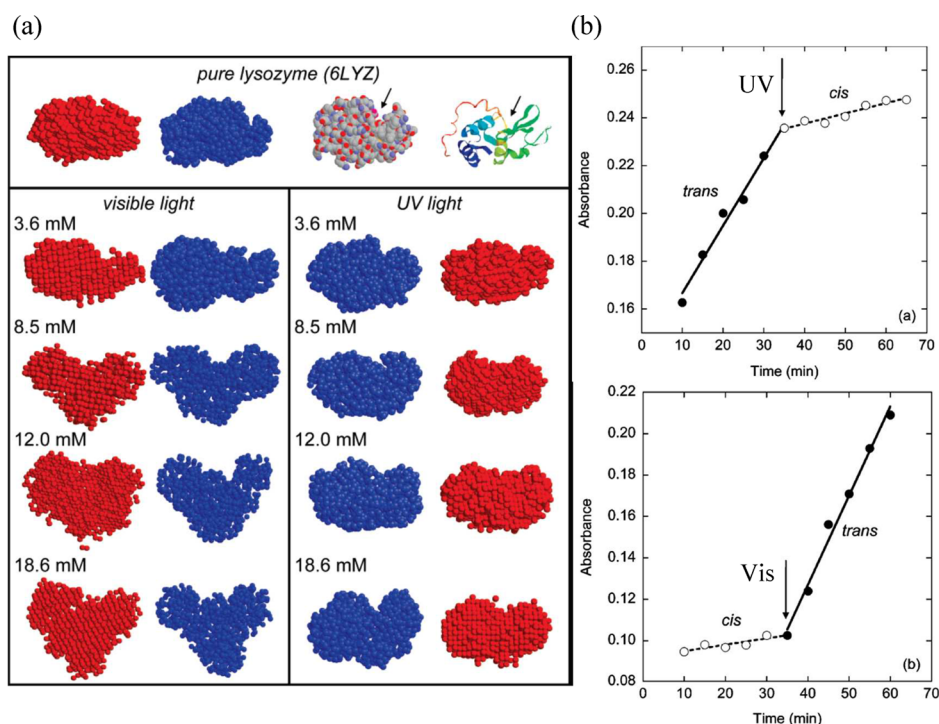 (a)
pure lysozyme (6LYZ)
visible light
UV light
3.6 mM
3.6 mM
8.5 mM
8.5 mM
12.0 mM
12.0 mM
18.6 mM
18.6 mM
(b)
0.26
0.24
0.22
0.20
0.18
0.16
Absorbance
UV
cis
trans
(a)
0 10 20 30 40 50 60 70
Time (min)
0.22
0.20
0.18
0.16
0.14
0.12
0.10
0.08
Absorbance
Vis
cis
trans
(b)
0 10 20 30 40 50 60 70
Time (min)